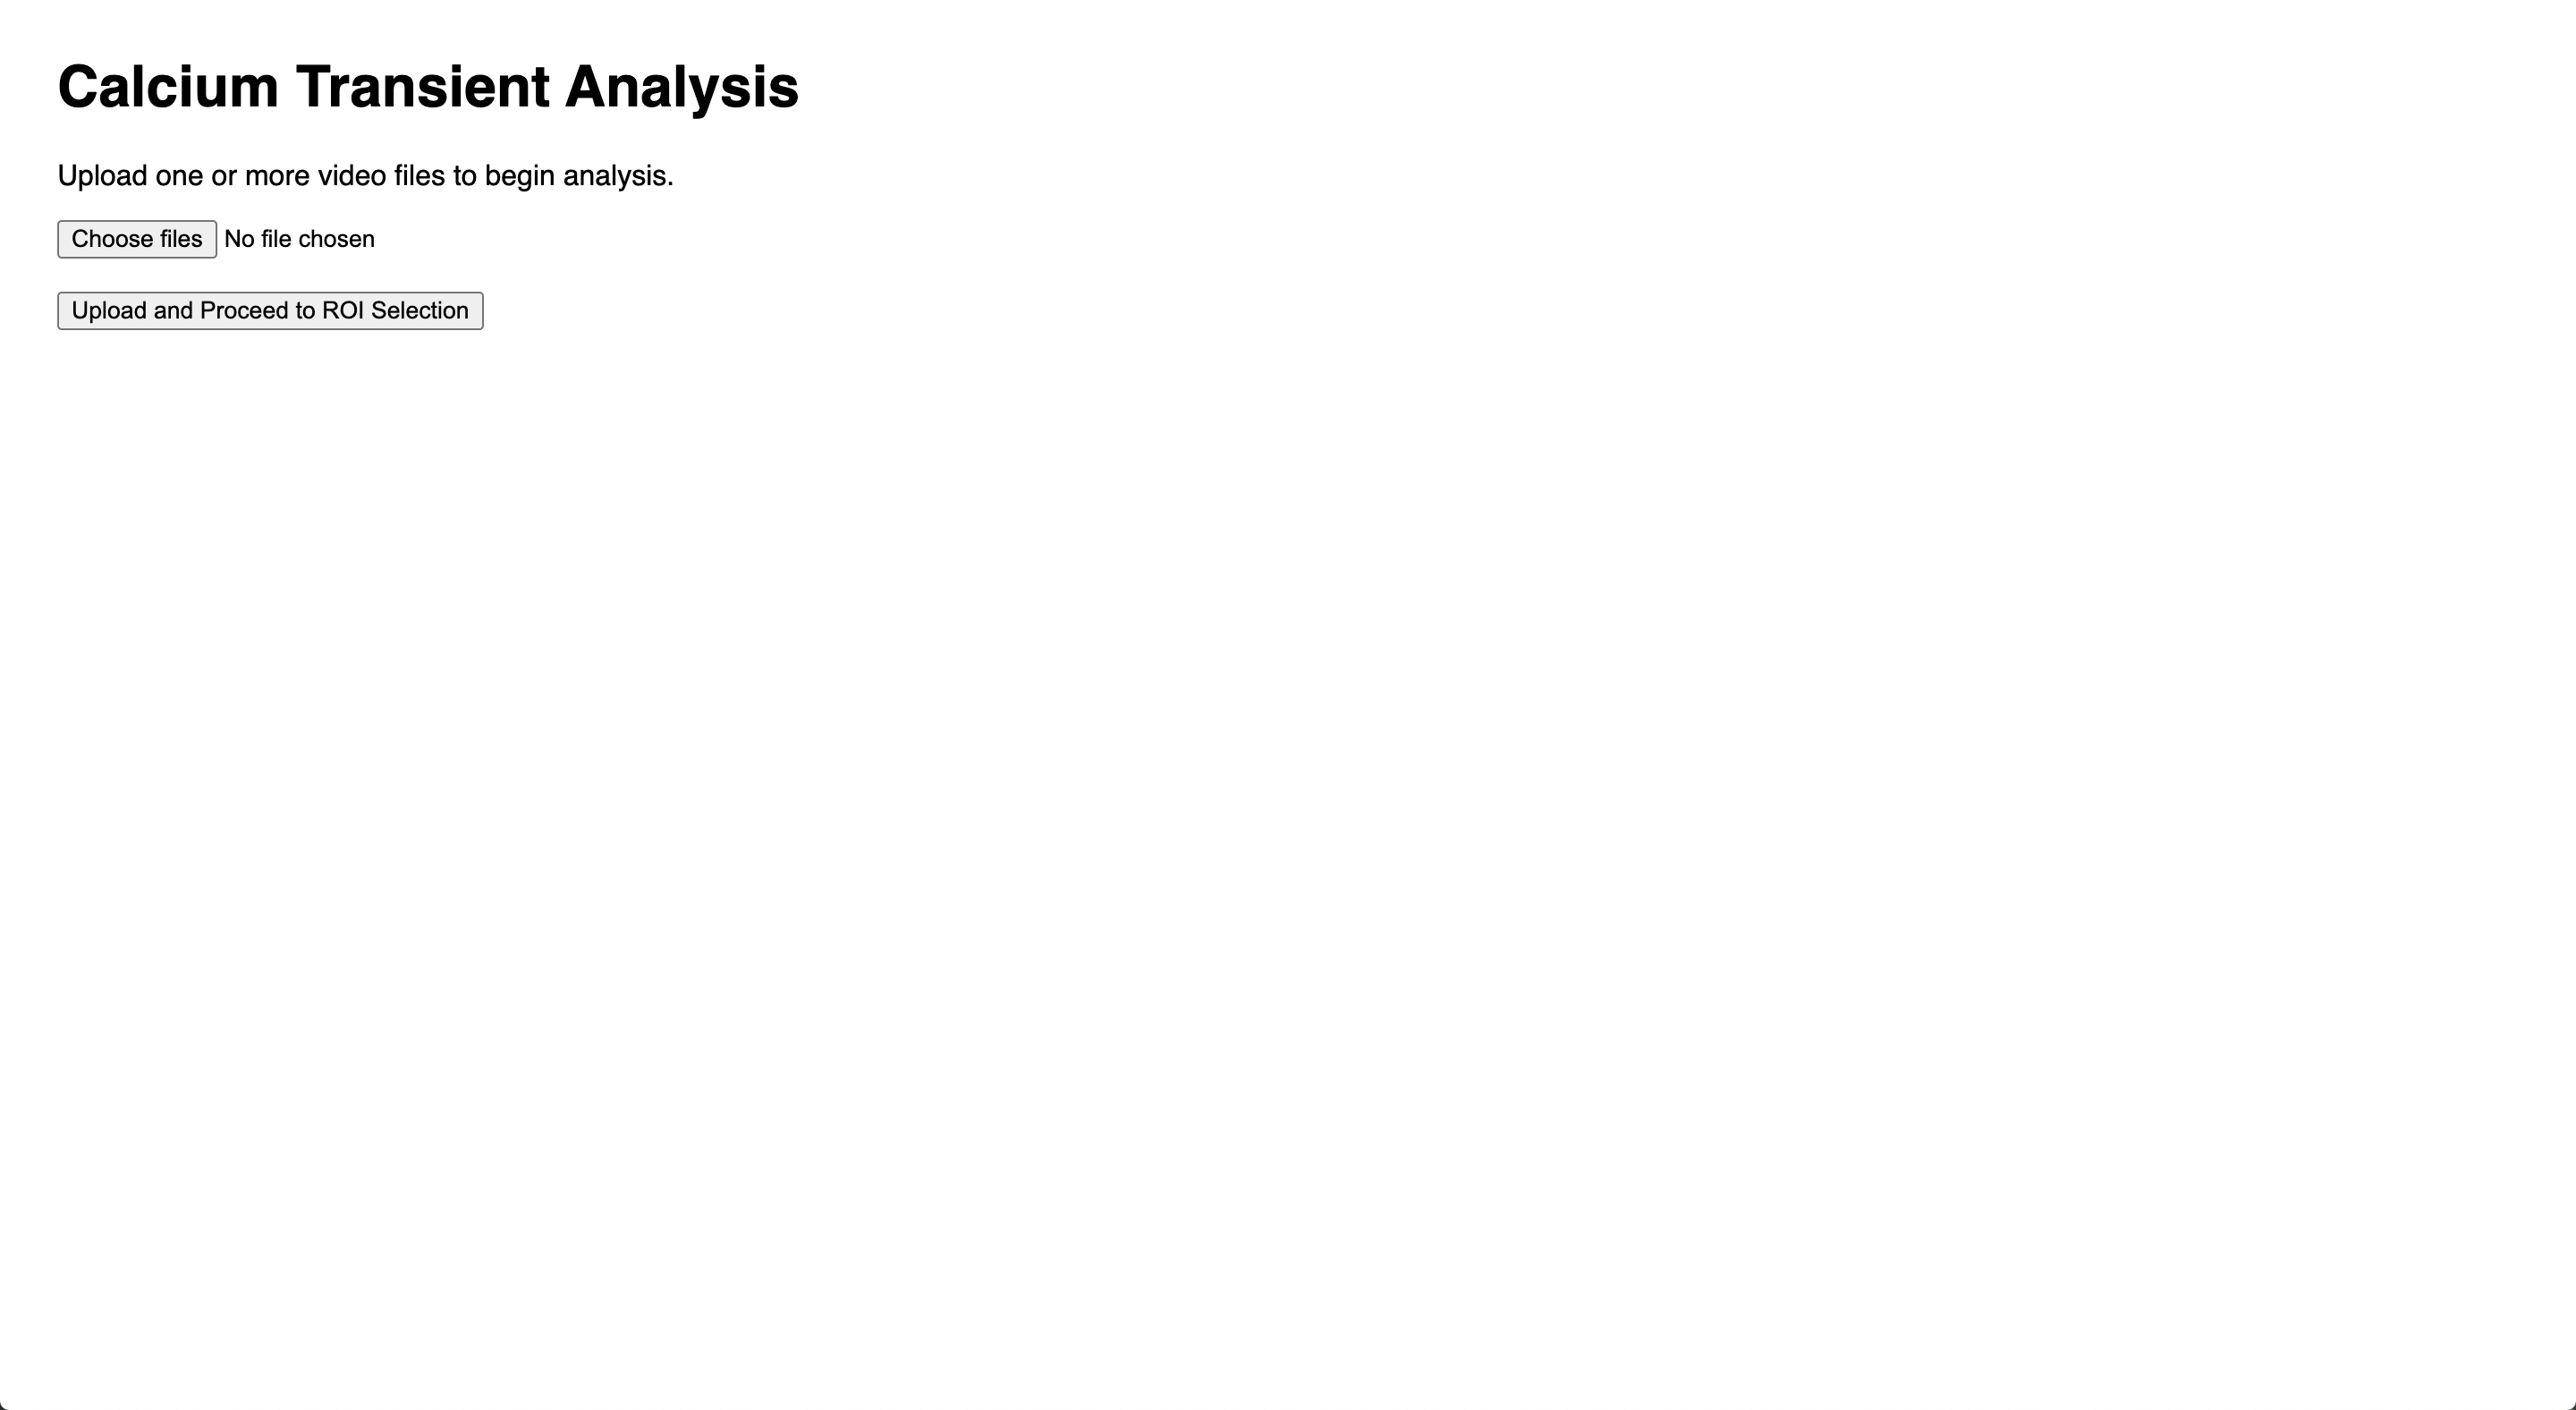 Calcium Transient Analysis
Upload one or more video files to begin analysis.
Choose files No file chosen
Upload and Proceed to ROI Selection